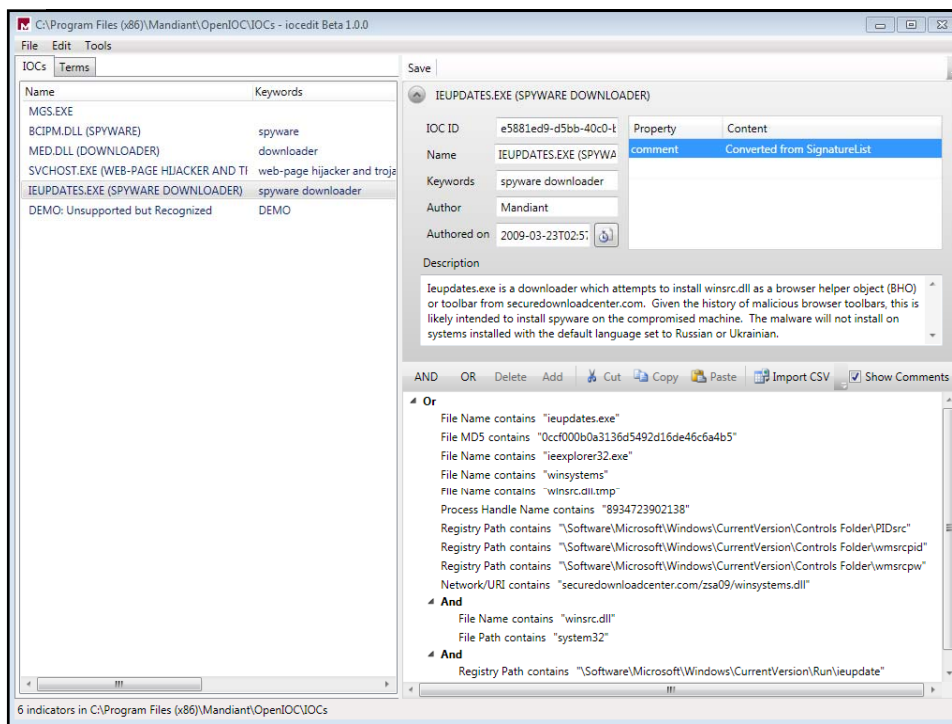 C:\Program Files (x86)\Mandiant\OpenIOC\IOCs - iocedit Beta 1.0.0
File Edit Tools
IOCs Terms
Name Keywords
MGS.EXE
BCIPM.DLL (SPYWARE) spyware
MED.DLL (DOWNLOADER) downloader
SVCHOST.EXE (WEB-PAGE HIJACKER AND TI web-page hijacker and troja
IEUPDATES.EXE (SPYWARE DOWNLOADER) spyware downloader
DEMO: Unsupported but Recognized DEMO
6 indicators in C:\Program Files (x86)\Mandiant\OpenIOC\IOCs
Save
IEUPDATES.EXE (SPYWARE DOWNLOADER)
IOC ID e5881ed9-d5bb-40c0-b
Name IEUPDATES.EXE (SPYWA
Keywords spyware downloader
Author Mandiant
Authored on 2009-03-23T02:57
Property Content
comment Converted from SignatureList
Description
Ieupdates.exe is a downloader which attempts to install winsrc.dll as a browser helper object (BHO)
or toolbar from securedownloadcenter.com. Given the history of malicious browser toolbars, this is
likely intended to install spyware on the compromised machine. The malware will not install on
systems installed with the default language set to Russian or Ukrainian.
AND OR Delete Add Cut Copy Paste Import CSV Show Comments
Or
File Name contains "ieupdates.exe"
File MD5 contains "0ccf000b0a3136d5492d16de46c6a4b5"
File Name contains "ieexplorer32.exe"
File Name contains "winsystems"
File Name contains "winsrc.dll.tmp"
Process Handle Name contains "8934723902138"
Registry Path contains "\Software\Microsoft\Windows\CurrentVersion\Controls Folder\PIDsrc"
Registry Path contains "\Software\Microsoft\Windows\CurrentVersion\Controls Folder\wmsrcpid"
Registry Path contains "\Software\Microsoft\Windows\CurrentVersion\Controls Folder\wmsrcpw"
Network/URI contains "securedownloadcenter.com/zsa09/winsystems.dll"
And
File Name contains "winsrc.dll"
File Path contains "system32"
And
Registry Path contains "\Software\Microsoft\Windows\CurrentVersion\Run\ieupdate"